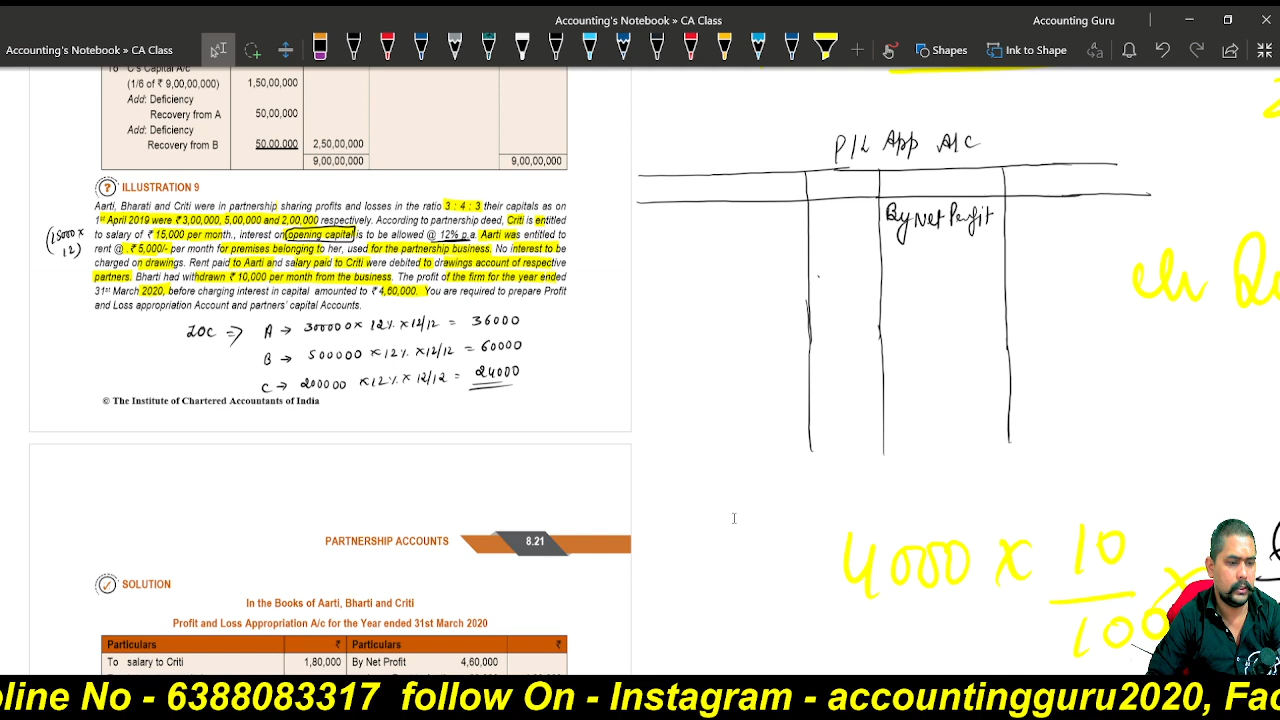 Accounting's Notebook » CA Class
Accounting Guru
Accounting's Notebook » CA Class
Shapes
Ink to Shape
To C's Capital A/c
(1/6 of ₹ 9,00,00,000) 1,50,00,000
Add: Deficiency
Recovery from A 50,00,000
Add: Deficiency
Recovery from B 50,00,000 2,50,00,000
9,00,00,000 9,00,00,000
? ILLUSTRATION 9
Aarti, Bharati and Criti were in partnership sharing profits and losses in the ratio 3 : 4 : 3 their capitals as on
1st April 2019 were ₹ 3,00,000, 5,00,000 and 2,00,000 respectively. According to partnership deed, Criti is entitled
to salary of ₹ 15,000 per month., interest on opening capital is to be allowed @ 12% p.a. Aarti was entitled to
rent @ . ₹ 5,000/- per month for premises belonging to her, used for the partnership business. No interest to be
charged on drawings. Rent paid to Aarti and salary paid to Criti were debited to drawings account of respective
partners. Bharti had withdrawn ₹ 10,000 per month from the business. The profit of the firm for the year ended
31st March 2020, before charging interest in capital amounted to ₹ 4,60,000. You are required to prepare Profit
and Loss appropriation Account and partners' capital Accounts.
(15000 x
12)
IOC ⇒ A → 300000 x 12% x 12/12 = 36000
B → 500000 x 12% x 12/12 = 60000
C → 200000 x 12% x 12/12 = 24000
© The Institute of Chartered Accountants of India
PARTNERSHIP ACCOUNTS 8.21
SOLUTION
In the Books of Aarti, Bharti and Criti
Profit and Loss Appropriation A/c for the Year ended 31st March 2020
Particulars ₹ Particulars ₹
To salary to Criti 1,80,000 By Net Profit 4,60,000
P/L App A/c
By Net Profit
4000 x 10
100
pline No - 6388083317 follow On - Instagram - accountingguru2020, Fac